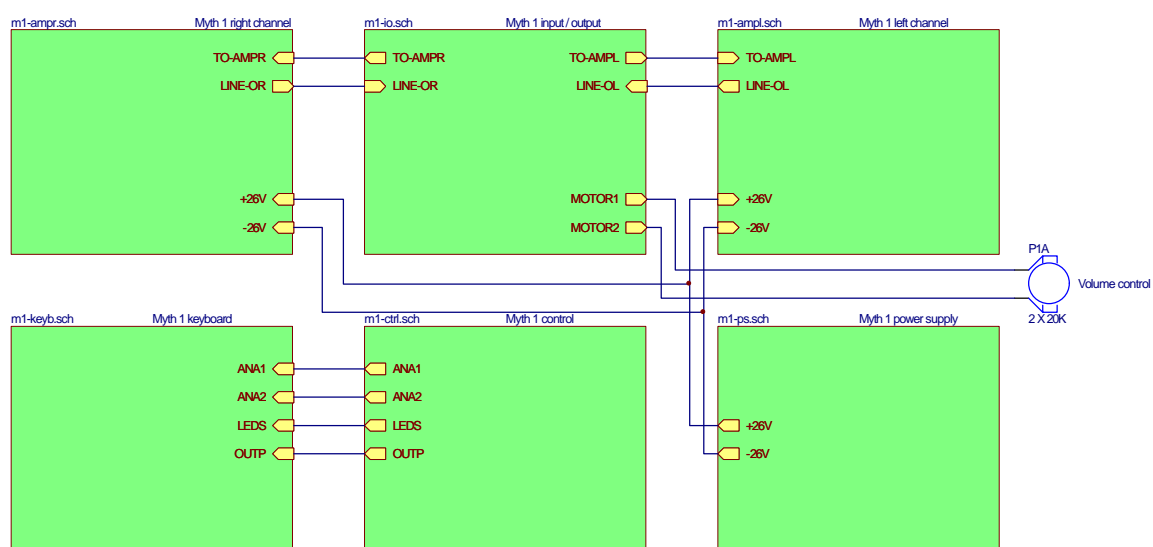 m1-ampr.sch Myth 1 right channel m1-io.sch Myth 1 input / output m1-ampl.sch Myth 1 left channel
TO-AMPR TO-AMPR TO-AMPL TO-AMPL
LINE-OR LINE-OR LINE-OL LINE-OL
+26V MOTOR1 +26V
-26V MOTOR2 -26V
P1A
Volume control
2 X 20K
m1-keyb.sch Myth 1 keyboard m1-ctrl.sch Myth 1 control m1-ps.sch Myth 1 power supply
ANA1 ANA1
ANA2 ANA2
LEDS LEDS +26V
OUTP OUTP -26V